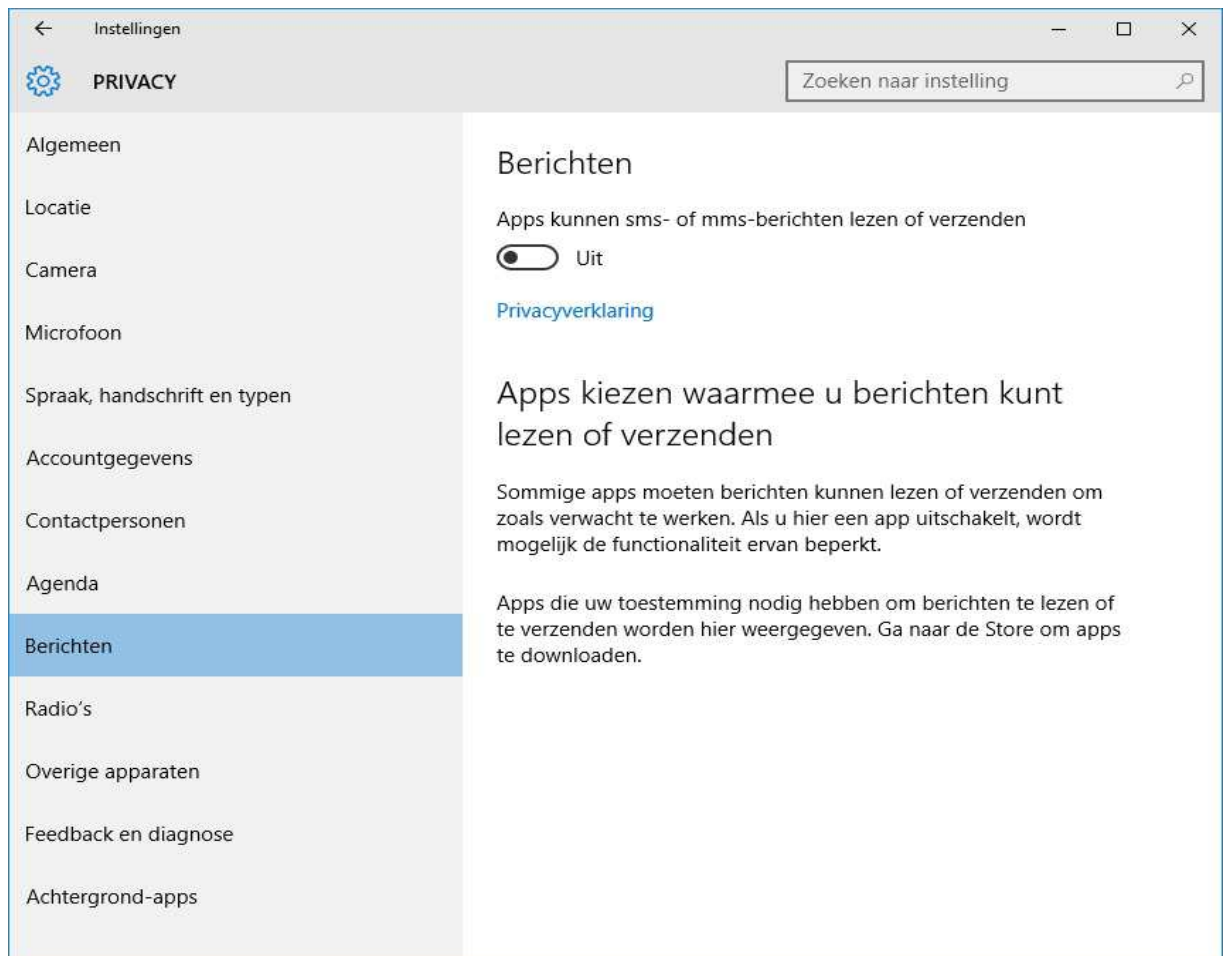 Instellingen
PRIVACY
Zoeken naar instelling
Algemeen
Locatie
Camera
Microfoon
Spraak, handschrift en typen
Accountgegevens
Contactpersonen
Agenda
Berichten
Radio's
Overige apparaten
Feedback en diagnose
Achtergrond-apps
Berichten
Apps kunnen sms- of mms-berichten lezen of verzenden
Uit
Privacyverklaring
Apps kiezen waarmee u berichten kunt
lezen of verzenden
Sommige apps moeten berichten kunnen lezen of verzenden om
zoals verwacht te werken. Als u hier een app uitschakelt, wordt
mogelijk de functionaliteit ervan beperkt.
Apps die uw toestemming nodig hebben om berichten te lezen of
te verzenden worden hier weergegeven. Ga naar de Store om apps
te downloaden.